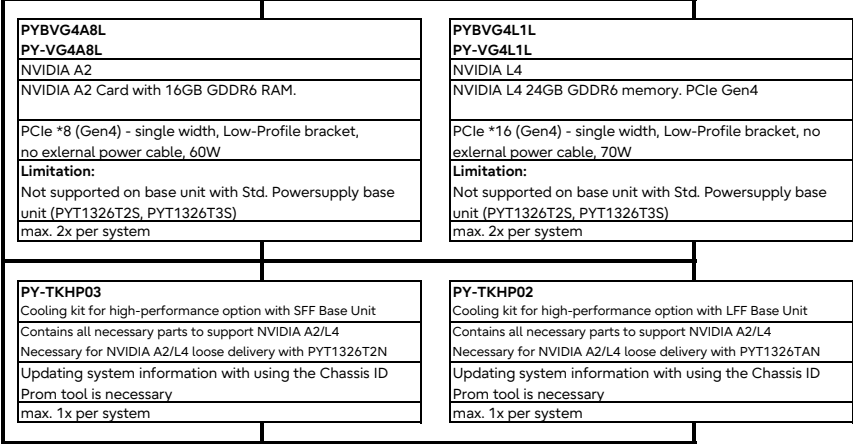 PYBVG4A8L
PY-VG4A8L
NVIDIA A2
NVIDIA A2 Card with 16GB GDDR6 RAM.
PCIe *8 (Gen4) - single width, Low-Profile bracket,
no exlernal power cable, 60W
Limitation:
Not supported on base unit with Std. Powersupply base
unit (PYT1326T2S, PYT1326T3S)
max. 2x per system
PYBVG4L1L
PY-VG4L1L
NVIDIA L4
NVIDIA L4 24GB GDDR6 memory. PCIe Gen4
PCIe *16 (Gen4) - single width, Low-Profile bracket, no
exlernal power cable, 70W
Limitation:
Not supported on base unit with Std. Powersupply base
unit (PYT1326T2S, PYT1326T3S)
max. 2x per system
PY-TKHP03
Cooling kit for high-performance option with SFF Base Unit
Contains all necessary parts to support NVIDIA A2/L4
Necessary for NVIDIA A2/L4 loose delivery with PYT1326T2N
Updating system information with using the Chassis ID
Prom tool is necessary
max. 1x per system
PY-TKHP02
Cooling kit for high-performance option with LFF Base Unit
Contains all necessary parts to support NVIDIA A2/L4
Necessary for NVIDIA A2/L4 loose delivery with PYT1326TAN
Updating system information with using the Chassis ID
Prom tool is necessary
max. 1x per system